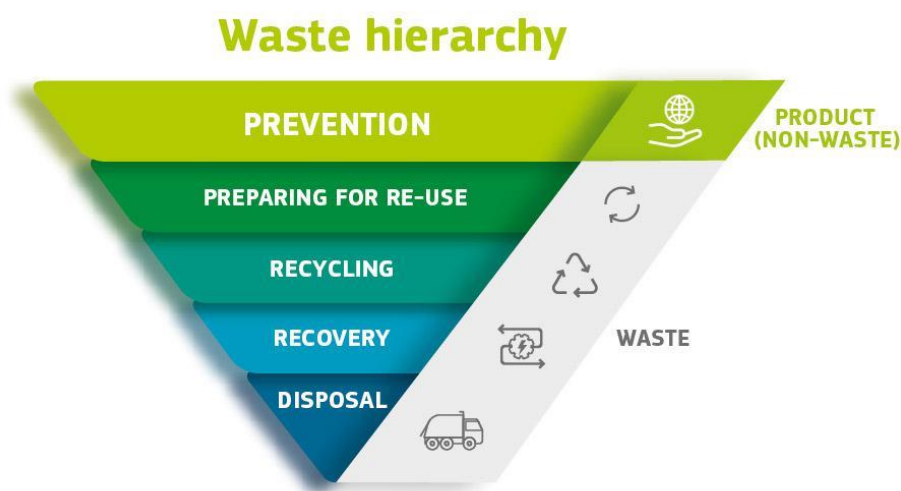 Waste hierarchy
PREVENTION
PRODUCT
(NON-WASTE)
PREPARING FOR RE-USE
RECYCLING
RECOVERY
WASTE
DISPOSAL